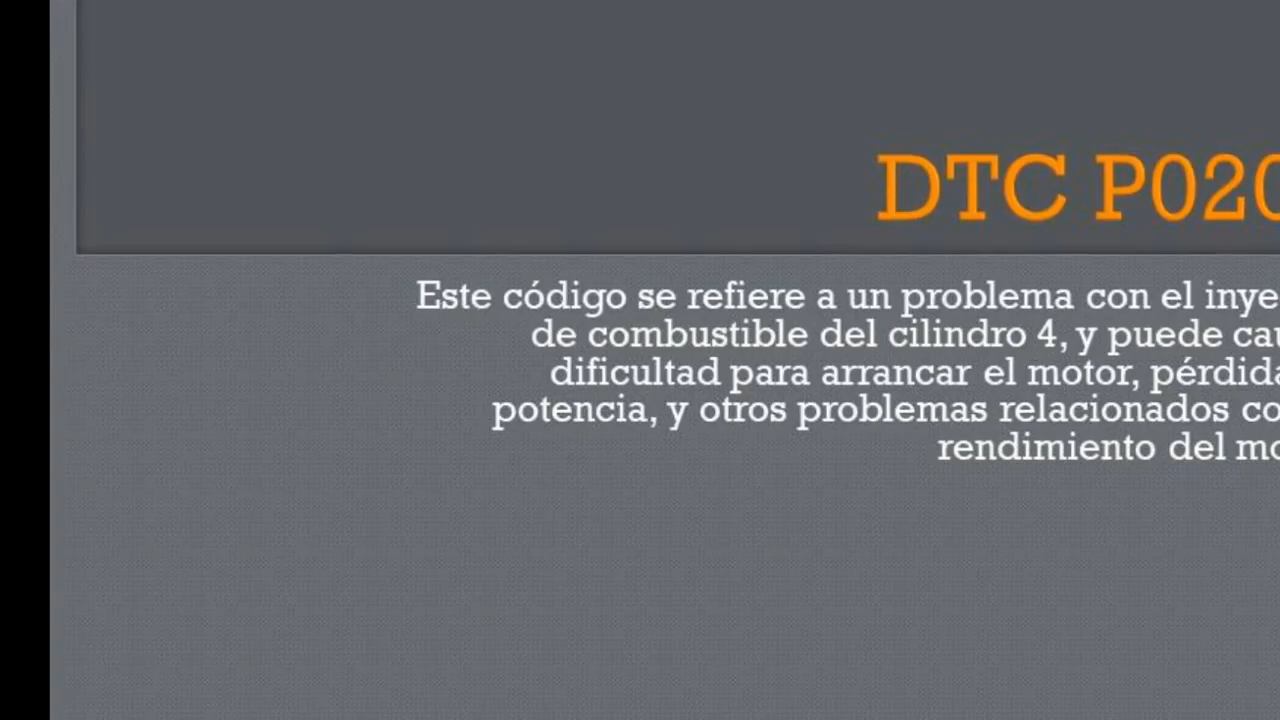 DTC P020
Este código se refiere a un problema con el inye
de combustible del cilindro 4, y puede cau
dificultad para arrancar el motor, pérdida
potencia, y otros problemas relacionados co
rendimiento del mo